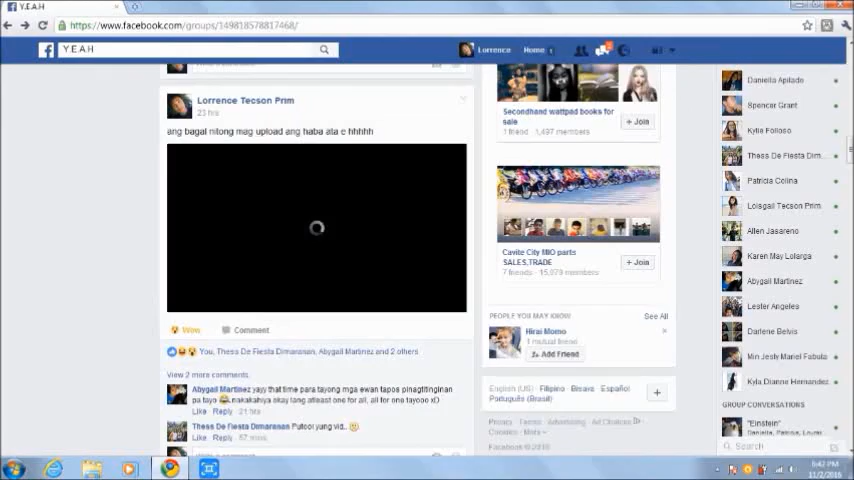 Y.E.A.H
https://www.facebook.com/groups/149818578817468/
Y.E.A.H
Lorrence
Home
Lorrence Tecson Prim
23 hrs
ang bagal nitong mag upload ang haba ata e hhhhh
Wow
Comment
You, Thess De Fiesta Dimaranan, Abygail Martinez and 2 others
View 2 more comments
Abygail Martinez yayy that time para tayong mga ewan tapos pinagtitinginan
pa tayo nakakahiya okay lang atleast one for all, all for one tayooo xD
Like Reply 21 hrs
Thess De Fiesta Dimaranan Putool yung vid..
Like Reply 57 mins
Secondhand wattpad books for
sale
1 friend 1,497 members
+ Join
Cavite City MIO parts
SALES.TRADE
7 friends
+ Join
PEOPLE YOU MAY KNOW
See All
Hirai Momo
1 mutual friend
Add Friend
English (US) Filipino Bisaya Español
Português (Brasil)
Privacy Terms Advertising Ad Choices
Cookies More
Facebook © 2016
Daniella Apilado
Spencer Grant
Kylie Folloso
Thess De Fiesta Dim...
Patricia Colina
Loisgail Tecson Prim
Allen Jasareno
Karen May Lolarga
Abygail Martinez
Lester Angeles
Darlene Belvis
Min Jesly Mariel Fabula
Kyla Dianne Hernandez
GROUP CONVERSATIONS
"Einstein"
Search
5:42 PM
11/2/2016